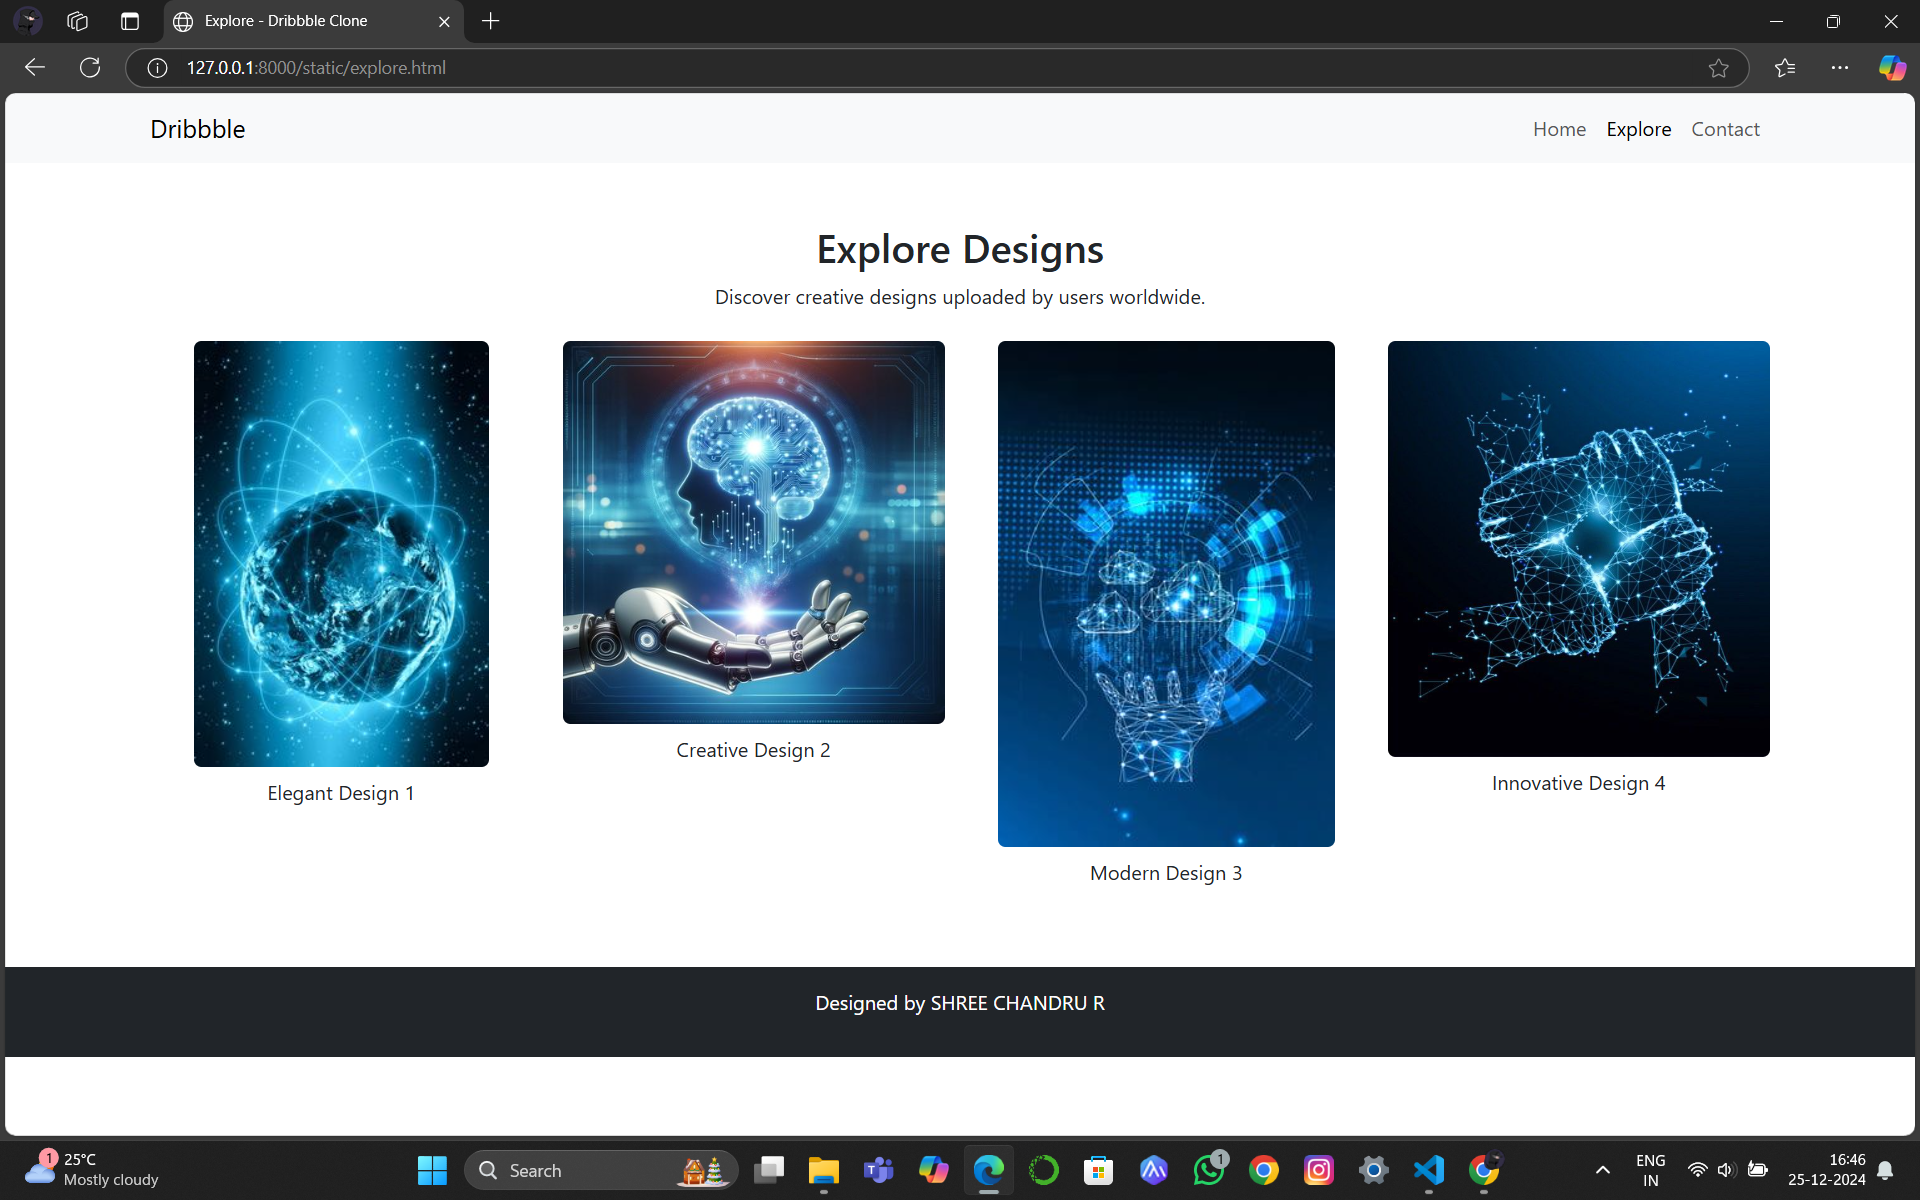 Explore - Dribbble Clone
127.0.0.1:8000/static/explore.html
Dribbble
Home Explore Contact
Explore Designs
Discover creative designs uploaded by users worldwide.
Elegant Design 1
Creative Design 2
Modern Design 3
Innovative Design 4
Designed by SHREE CHANDRU R
1
25°C
Mostly cloudy
Search
1
ENG
IN
16:46
25-12-2024